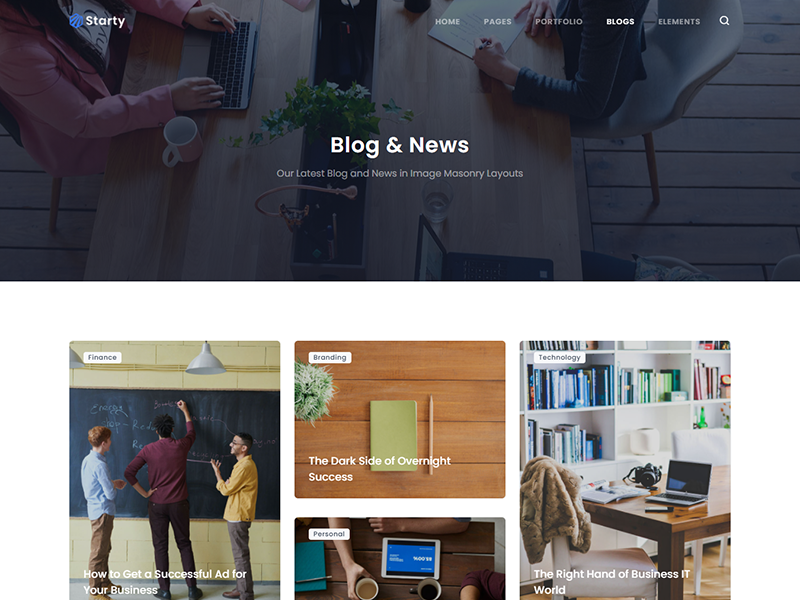 Starty
HOME PAGES PORTFOLIO BLOGS ELEMENTS
Blog & News
Our Latest Blog and News in Image Masonry Layouts
Finance
How to Get a Successful Ad for
Your Business
Branding
The Dark Side of Overnight
Success
Personal
Technology
The Right Hand of Business IT
World